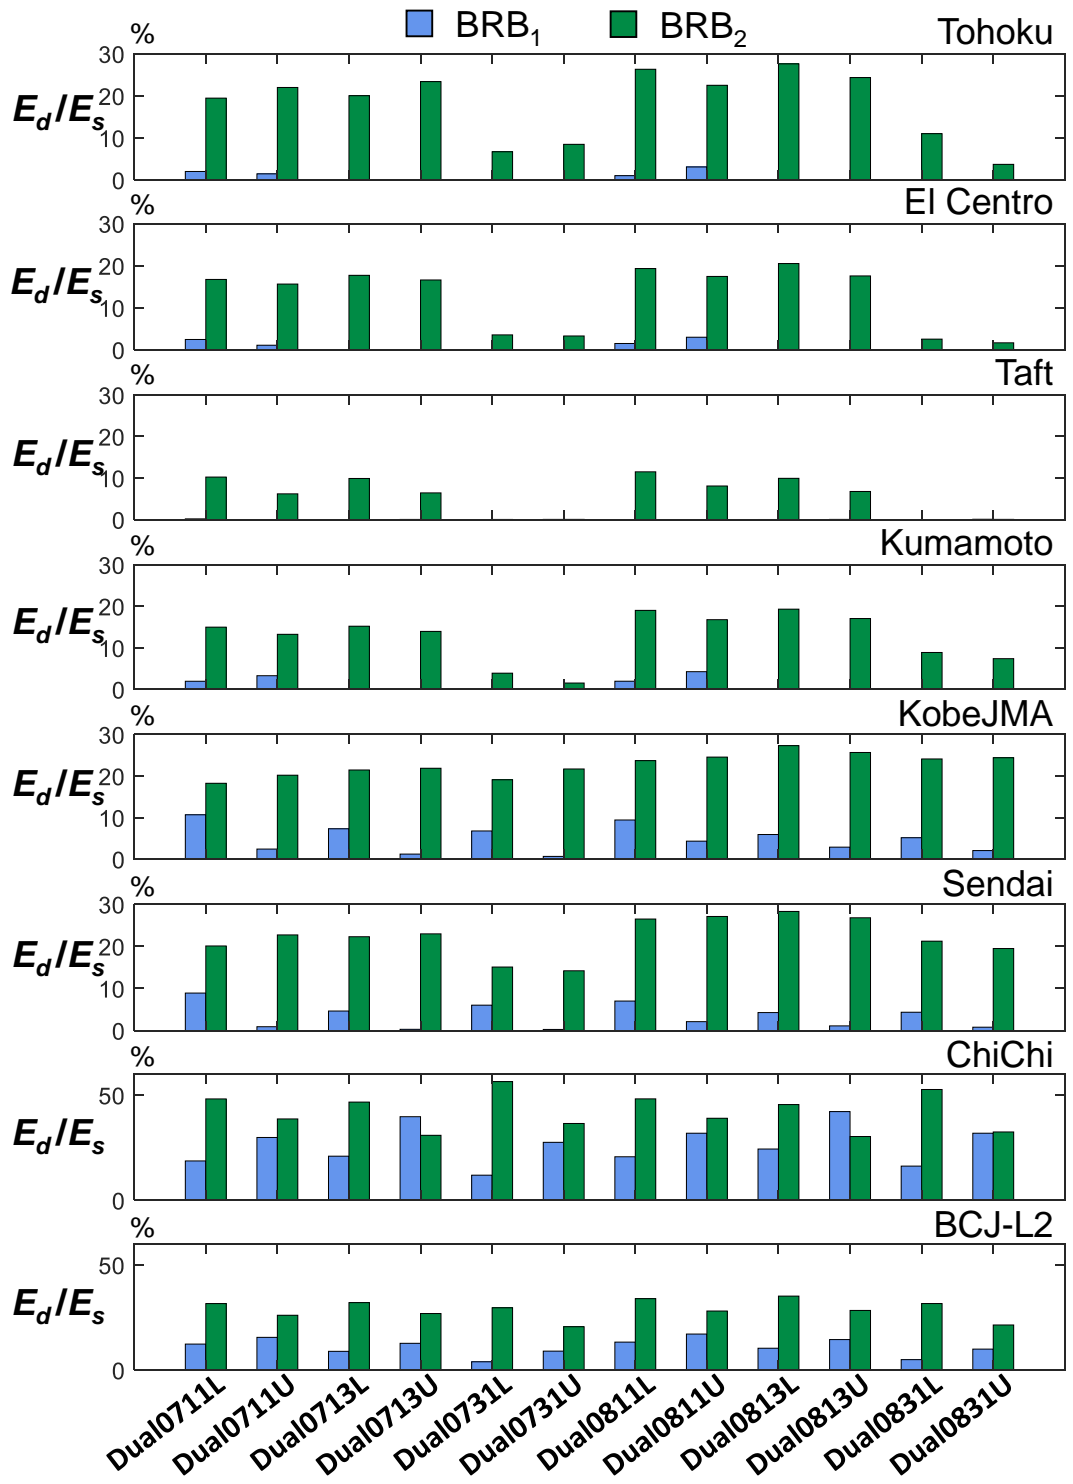 % BRB1 BRB2 Tohoku
30
20
10
0
Ed/Es
% El Centro
30
20
10
0
Ed/Es
% Taft
30
20
10
0
Ed/Es
% Kumamoto
30
20
10
0
Ed/Es
% KobeJMA
30
20
10
0
Ed/Es
% Sendai
30
20
10
0
Ed/Es
% ChiChi
50
0
Ed/Es
% BCJ-L2
50
0
Ed/Es
Dual0711L Dual0711U Dual0713L Dual0713U Dual0731L Dual0731U Dual0811L Dual0811U Dual0813L Dual0813U Dual0831L Dual0831U